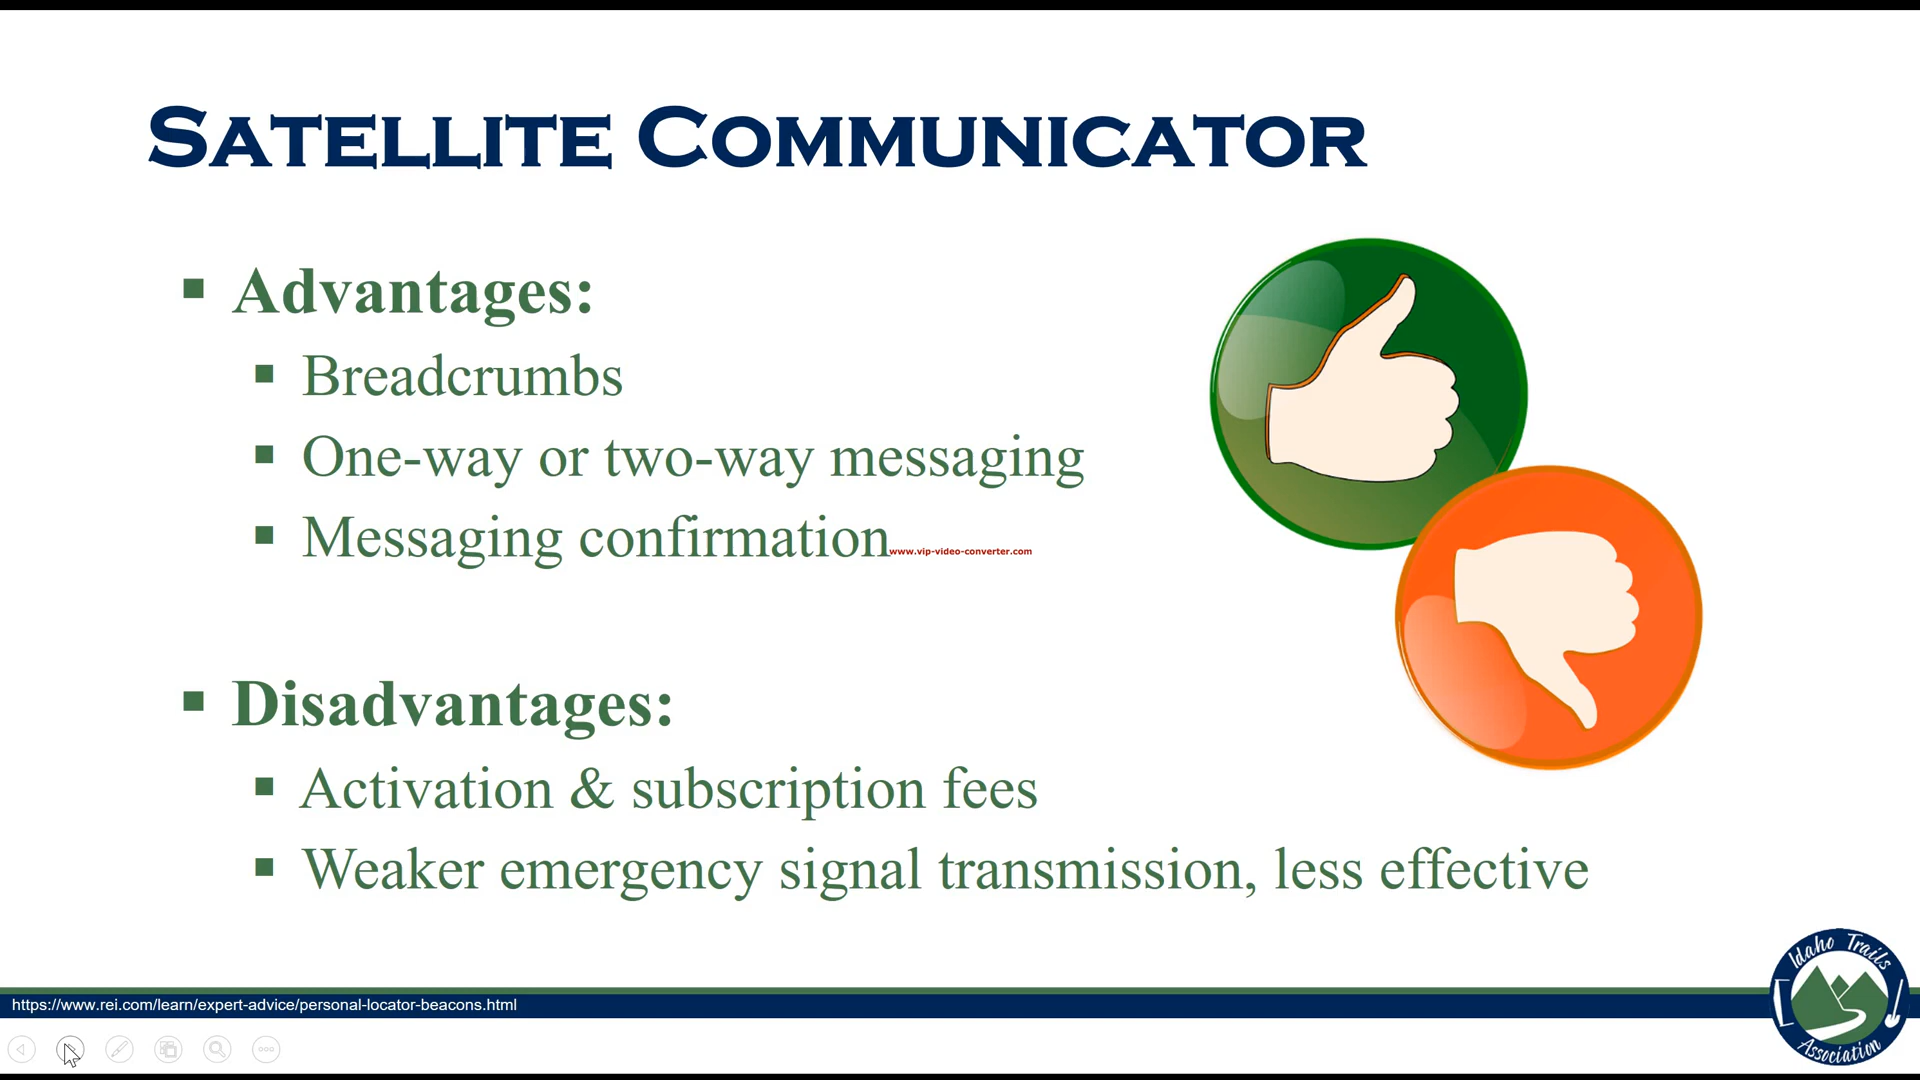 SATELLITE COMMUNICATOR
Advantages:
Breadcrumbs
One-way or two-way messaging
Messaging confirmation
www.vip-video-converter.com
Disadvantages:
Activation & subscription fees
Weaker emergency signal transmission, less effective
https://www.rei.com/learn/expert-advice/personal-locator-beacons.html
Idaho Trails
Association